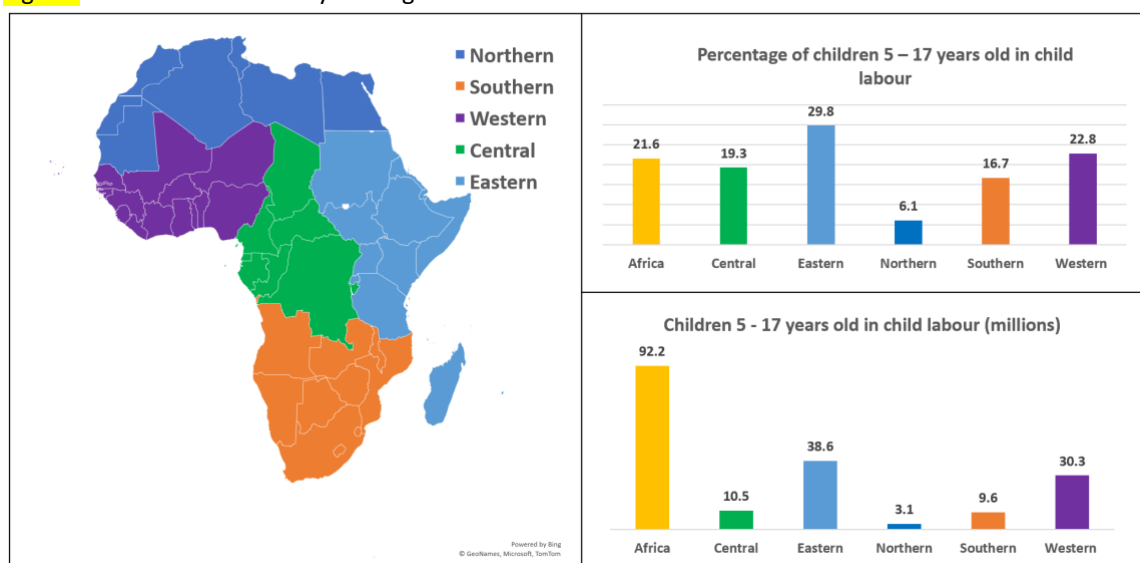 Northern
Southern
Western
Central
Eastern
Powered by Bing
© GeoNames, Microsoft, TomTom
Percentage of children 5 – 17 years old in child
labour
21.6
19.3
29.8
6.1
16.7
22.8
Africa
Central
Eastern
Northern
Southern
Western
Children 5 - 17 years old in child labour (millions)
92.2
10.5
38.6
3.1
9.6
30.3
Africa
Central
Eastern
Northern
Southern
Western